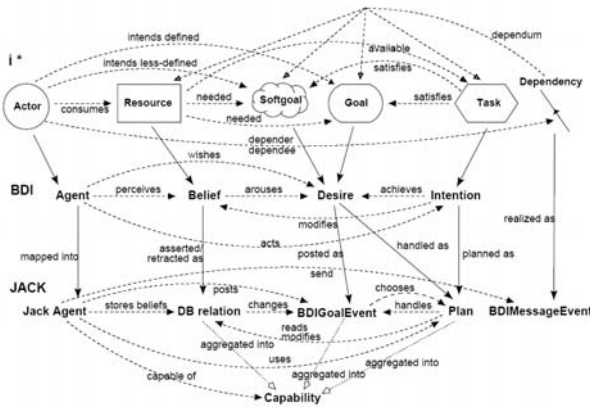 dependum
intends defined
i *
available
intends less-defined
satisfies
Dependency
Actor
consumes
Resource
needed
Softgoal
Goal
satisfies
Task
needed
depender
dependee
wishes
BDI
Agent
perceives
Belief
arouses
Desire
achieves
Intention
modifies
realized as
acts
mapped into
asserted/
retracted as
posted as
handled as
planned as
send
JACK
posts
chooses
Jack Agent
stores beliefs
DB relation
changes
BDIGoalEvent
handles
Plan
BDIMessageEvent
reads
modifies
aggregated into
uses
aggregated into
aggregated into
capable of
Capability